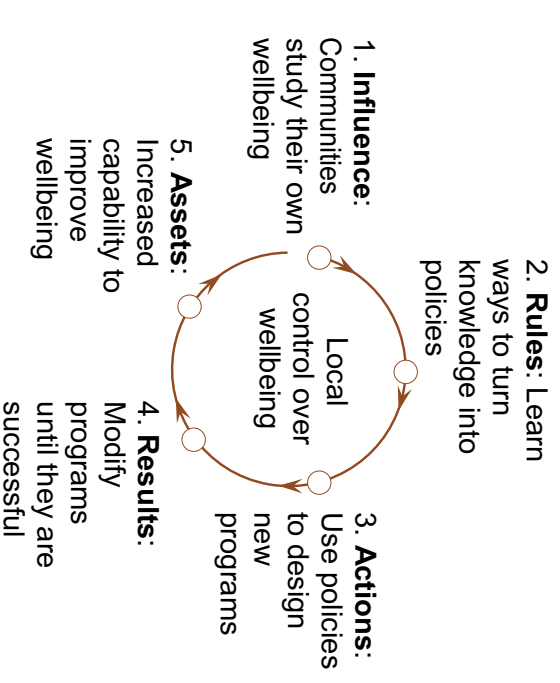 1. Influence:
Communities
study their own
wellbeing
2. Rules: Learn
ways to turn
knowledge into
policies
3. Actions:
Use policies
to design
new
programs
4. Results:
Modify
programs
until they are
successful
5. Assets:
Increased
capability to
improve
wellbeing
Local
control over
wellbeing